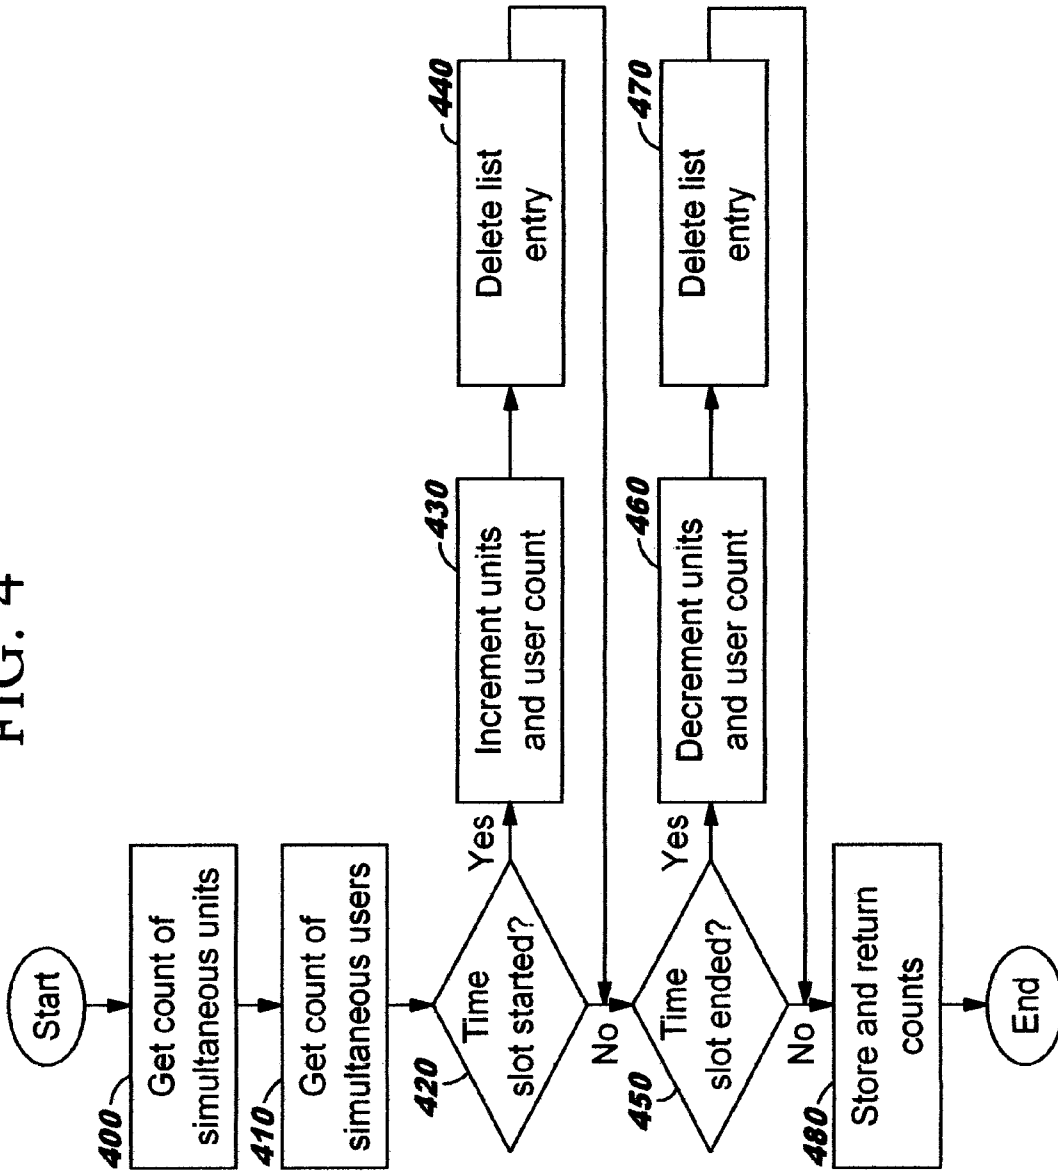 FIG. 4
Start
400
Get count of
simultaneous units
410
Get count of
simultaneous users
420
Time
slot started?
Yes
No
430
Increment units
and user count
440
Delete list
entry
450
Time
slot ended?
Yes
No
460
Decrement units
and user count
470
Delete list
entry
480
Store and return
counts
End